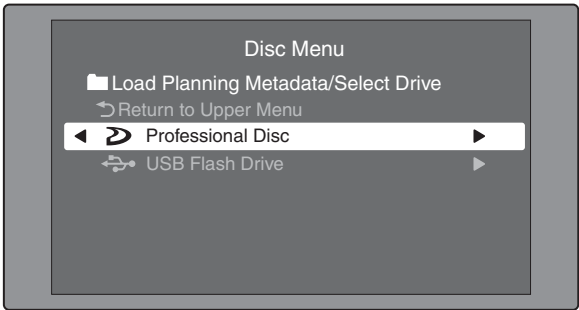 Disc Menu
Load Planning Metadata/Select Drive
Return to Upper Menu
Professional Disc
USB Flash Drive